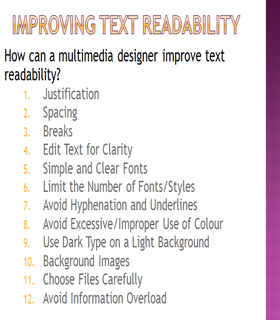 IMPROVING TEXT READABILITY
How can a multimedia designer improve text
readability?
1. Justification
2. Spacing
3. Breaks
4. Edit Text for Clarity
5. Simple and Clear Fonts
6. Limit the Number of Fonts/Styles
7. Avoid Hyphenation and Underlines
8. Avoid Excessive/Improper Use of Colour
9. Use Dark Type on a Light Background
10. Background Images
11. Choose Files Carefully
12. Avoid Information Overload